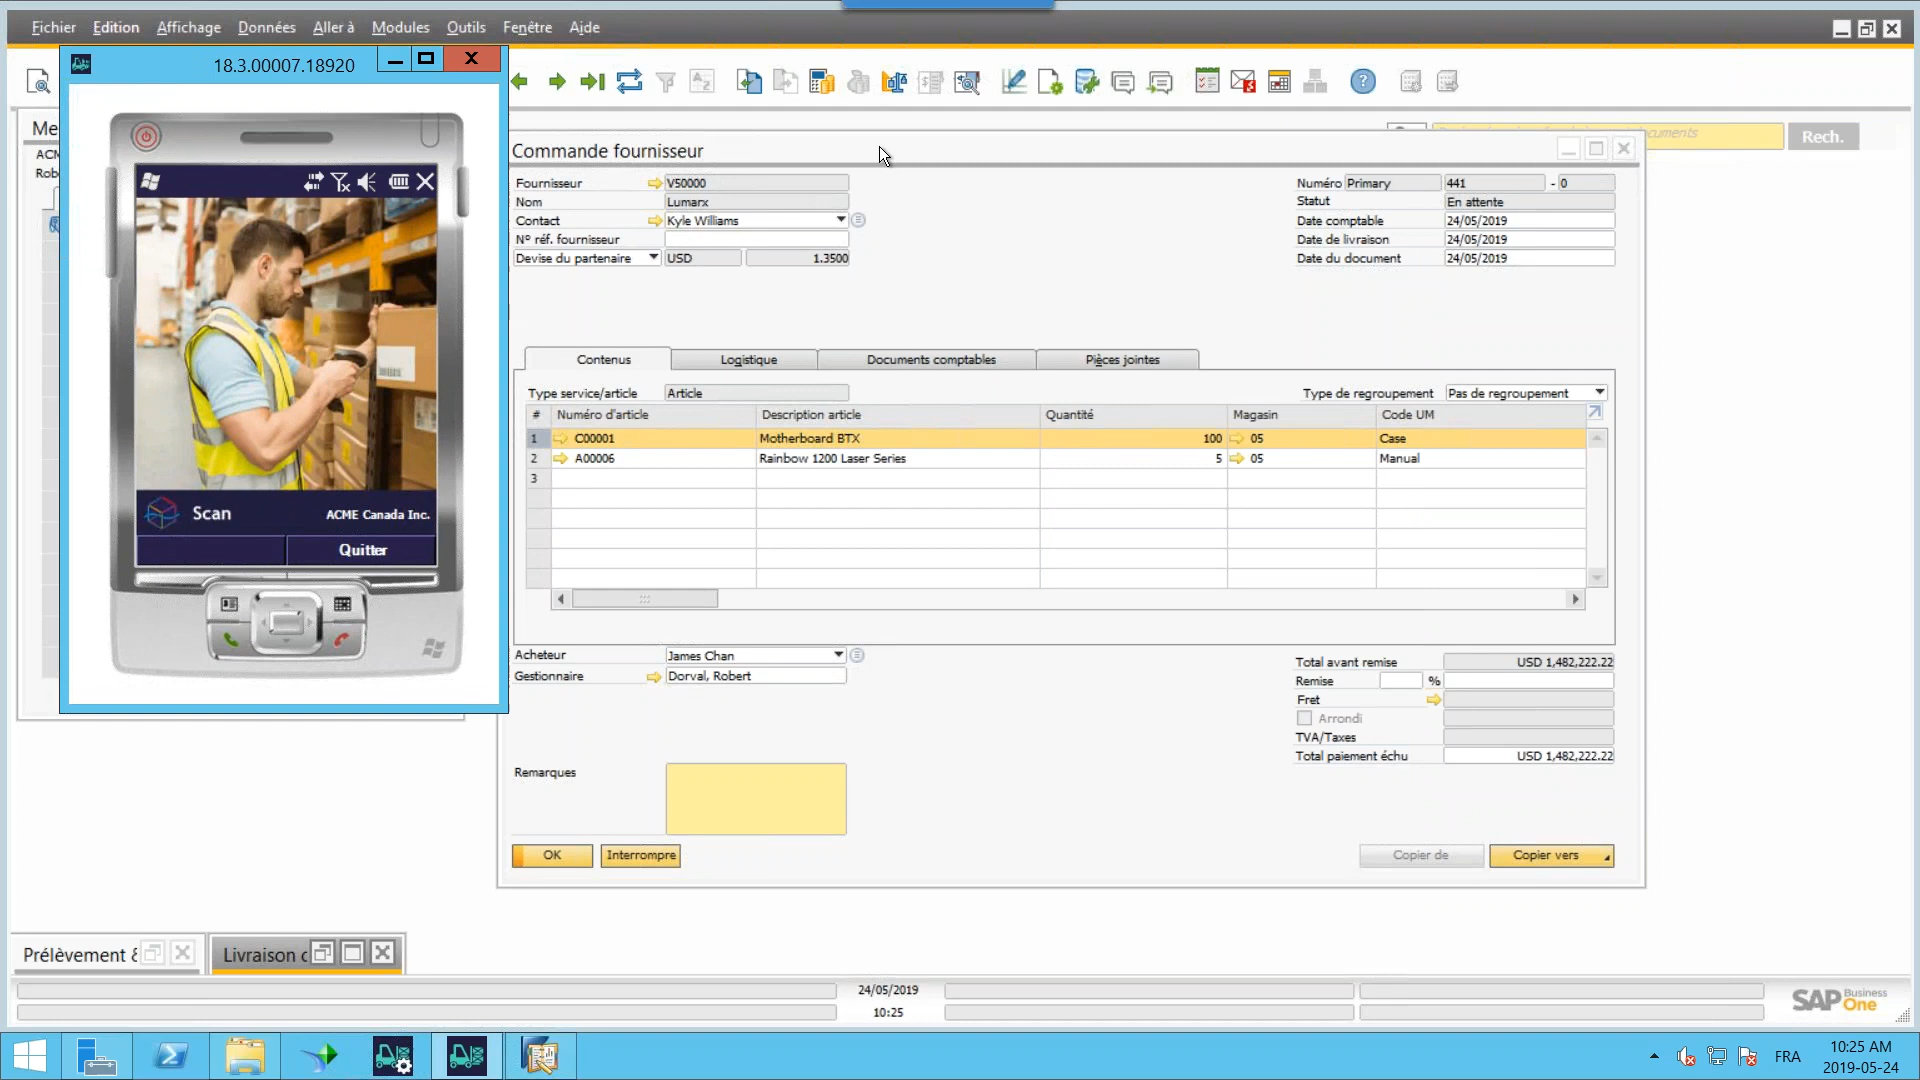 Fichier Edition Affichage Données Aller à Modules Outils Fenêtre Aide
18.3.00007.18920
Me
ACM
Rob
Rech.
Commande fournisseur
Fournisseur V50000
Nom Lumarx
Contact Kyle Williams
N° réf. fournisseur
Devise du partenaire USD 1.3500
Numéro Primary 441 - 0
Statut En attente
Date comptable 24/05/2019
Date de livraison 24/05/2019
Date du document 24/05/2019
Contenus Logistique Documents comptables Pièces jointes
Type service/article Article
Type de regroupement Pas de regroupement
# Numéro d'article Description article Quantité Magasin Code UM
1 C00001 Motherboard BTX 100 05 Case
2 A00006 Rainbow 1200 Laser Series 5 05 Manual
3
Scan ACME Canada Inc.
Quitter
Acheteur James Chan
Gestionnaire Dorval, Robert
Total avant remise USD 1,482,222.22
Remise %
Fret
Arrondi
TVA/Taxes
Total paiement échu USD 1,482,222.22
Remarques
OK Interrompre
Copier de Copier vers
Prélèvement &
Livraison c
24/05/2019
10:25
SAP Business One
FRA
10:25 AM
2019-05-24